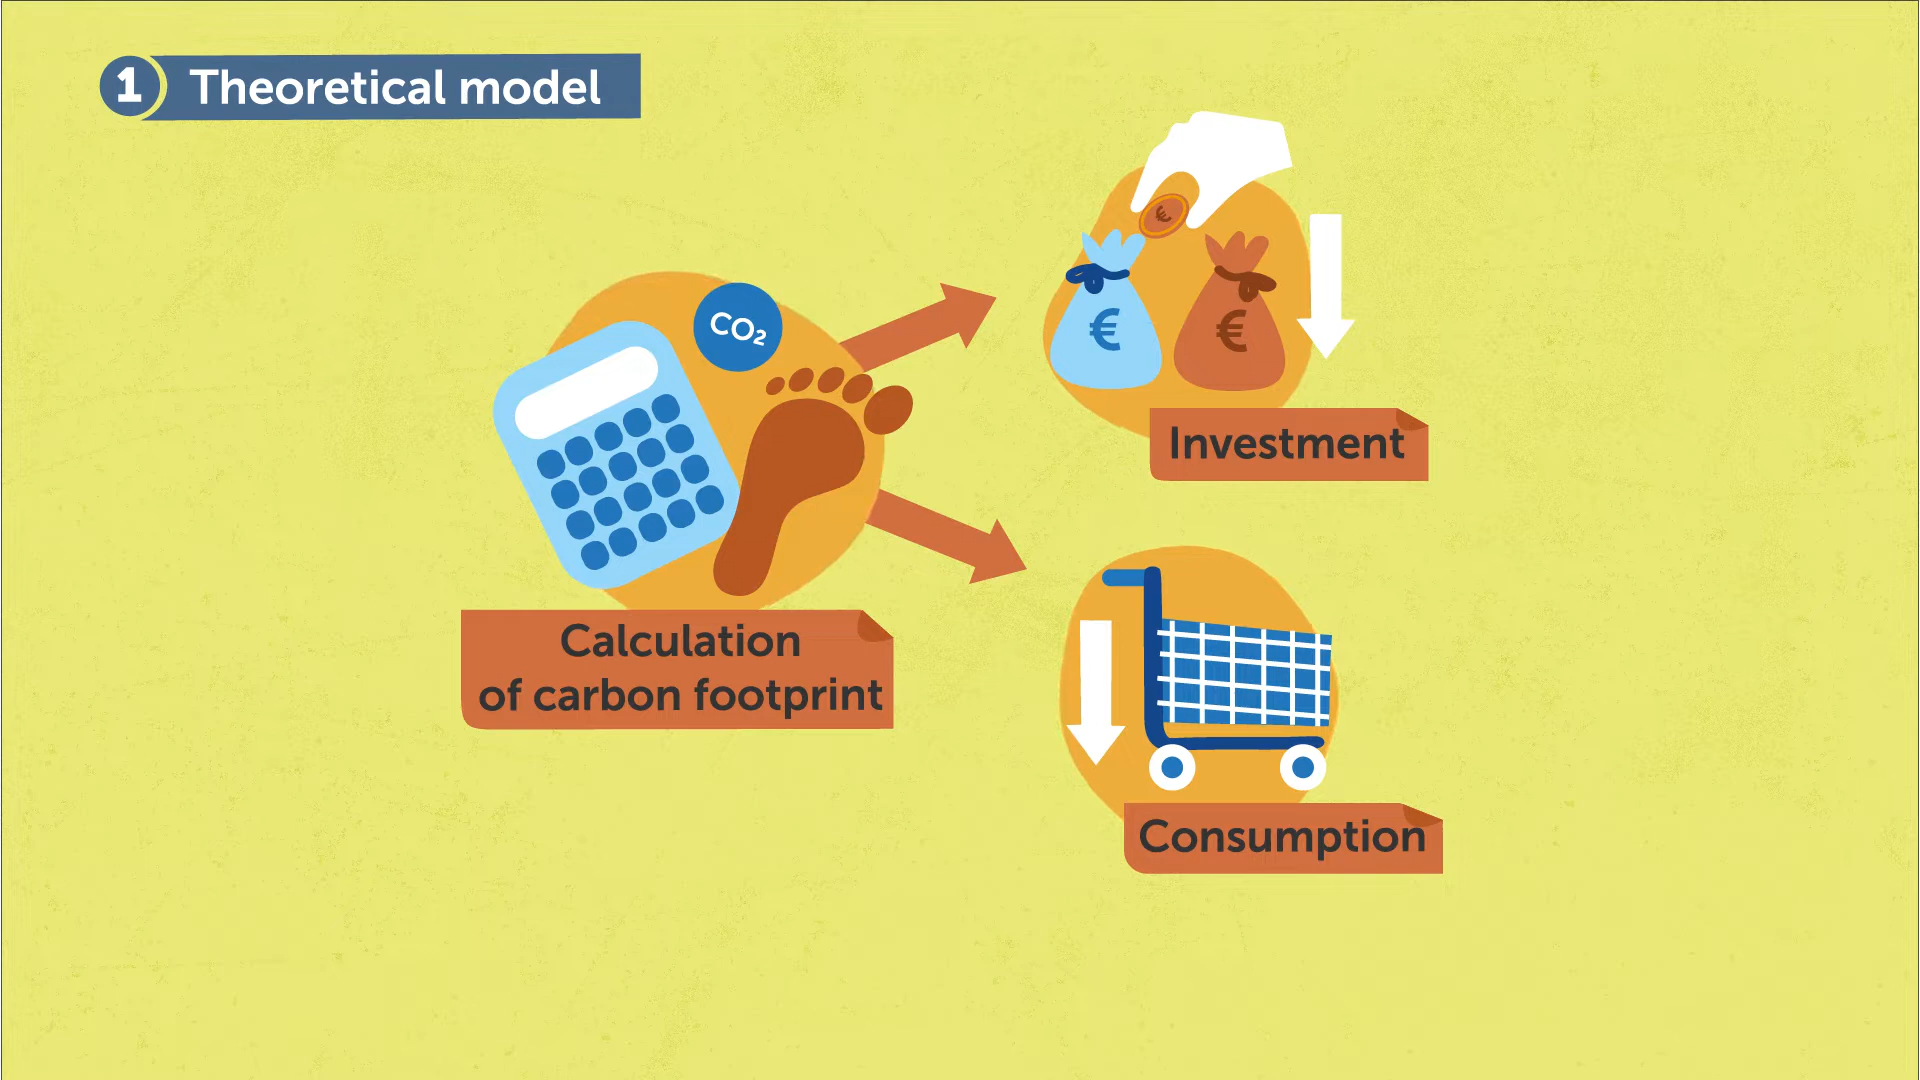 1 Theoretical model
CO₂
€
€
€
Investment
Calculation
of carbon footprint
Consumption